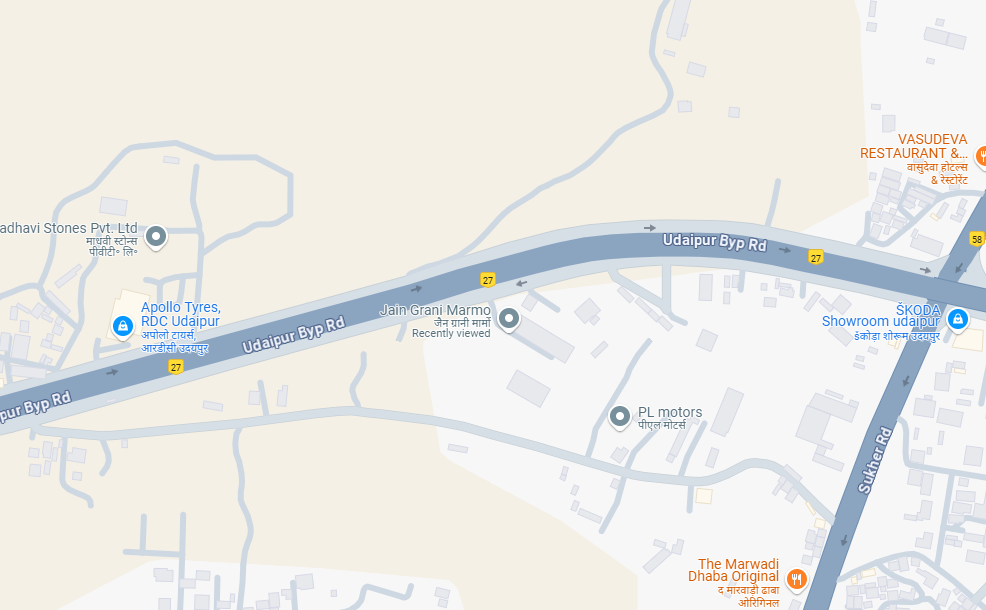 VASUDEVA
RESTAURANT &...
वासुदेवा होटल्स
& रेस्टोरेंट
58
Udaipur Byp Rd
27
adhavi Stones Pvt. Ltd
माधवी स्टोन्स
पीवीटी॰ लि॰
27
Apollo Tyres,
RDC Udaipur
अपोलो टायर्स,
आरडीसी उदयपुर
Jain Grani Marmo
जैन ग्रानी मार्मो
Recently viewed
ŠKODA
Showroom udaipur
šकोडा शोरूम उदयपुर
Udaipur Byp Rd
27
pur Byp Rd
PL motors
पीएल मोटर्स
Sukher Rd
The Marwadi
Dhaba Original
द मारवाडी ढाबा
ओरिगिनल